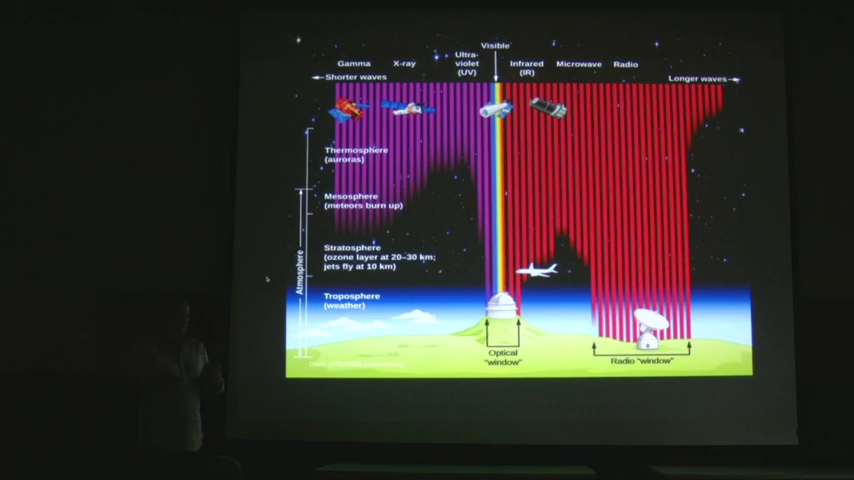 Visible
Gamma
X-ray
Ultra-
violet
(UV)
Infrared
(IR)
Microwave
Radio
Shorter waves
Longer waves
Thermosphere
(auroras)
Mesosphere
(meteors burn up)
Stratosphere
(ozone layer at 20–30 km;
jets fly at 10 km)
Atmosphere
Troposphere
(weather)
Optical
"window"
Radio "window"